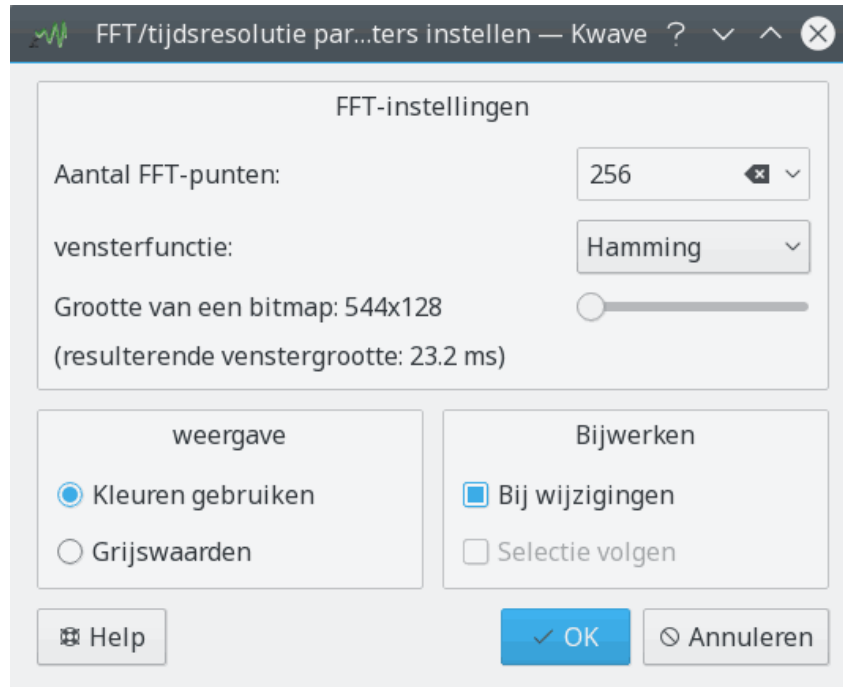 FFT/tijdsresolutie par...ters instellen — Kwave
FFT-instellingen
Aantal FFT-punten: 256
vensterfunctie: Hamming
Grootte van een bitmap: 544x128
(resulterende venstergrootte: 23.2 ms)
weergave
Kleuren gebruiken
Grijswaarden
Bijwerken
Bij wijzigingen
Selectie volgen
Help
OK
Annuleren